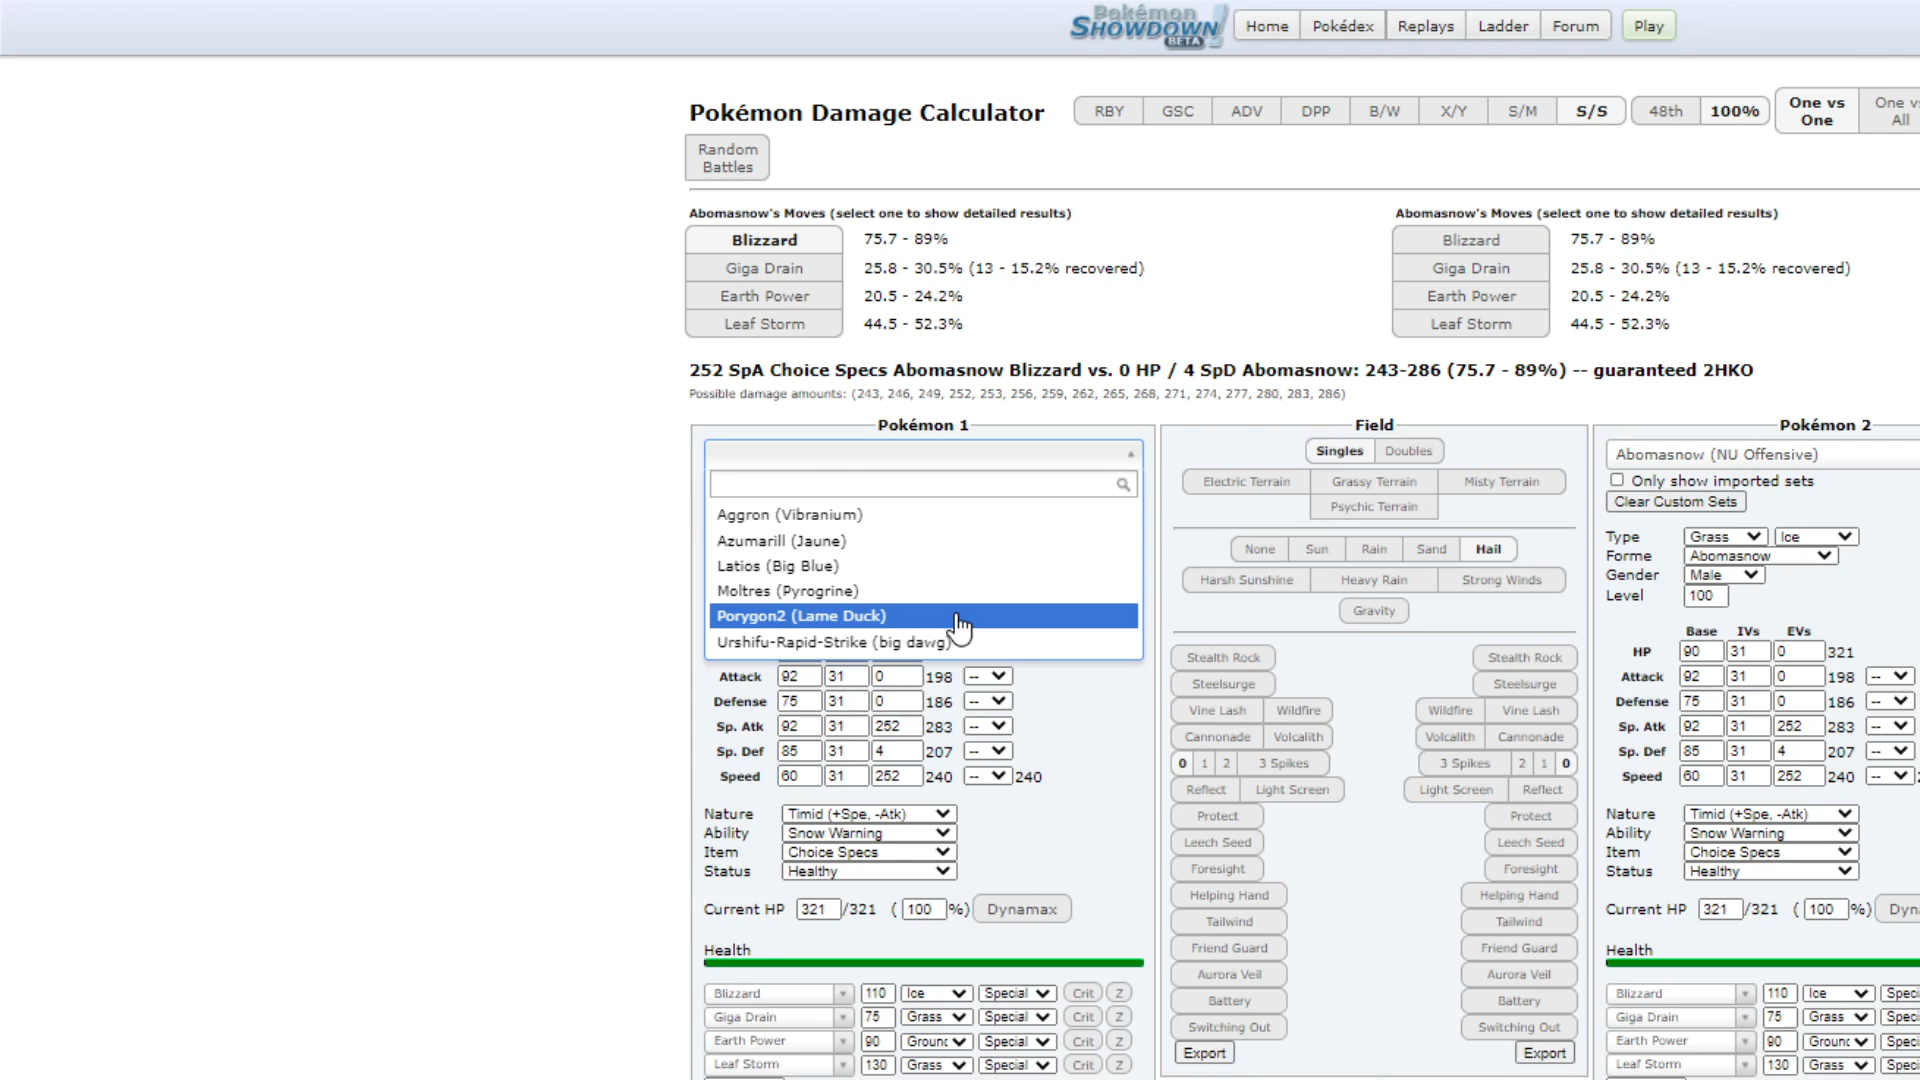 Pokémon
SHOWDOWN!
BETA
Home Pokédex Replays Ladder Forum Play
Pokémon Damage Calculator
RBY GSC ADV DPP B/W X/Y S/M S/S 48th 100% One vs One One v All
Random Battles
Abomasnow's Moves (select one to show detailed results)
Blizzard 75.7 - 89%
Giga Drain 25.8 - 30.5% (13 - 15.2% recovered)
Earth Power 20.5 - 24.2%
Leaf Storm 44.5 - 52.3%
Abomasnow's Moves (select one to show detailed results)
Blizzard 75.7 - 89%
Giga Drain 25.8 - 30.5% (13 - 15.2% recovered)
Earth Power 20.5 - 24.2%
Leaf Storm 44.5 - 52.3%
252 SpA Choice Specs Abomasnow Blizzard vs. 0 HP / 4 SpD Abomasnow: 243-286 (75.7 - 89%) -- guaranteed 2HKO
Possible damage amounts: (243, 246, 249, 252, 253, 256, 259, 262, 265, 268, 271, 274, 277, 280, 283, 286)
Pokémon 1
Aggron (Vibranium)
Azumarill (Jaune)
Latios (Big Blue)
Moltres (Pyrogrine)
Porygon2 (Lame Duck)
Urshifu-Rapid-Strike (big dawg)
Attack 92 31 0 198 --
Defense 75 31 0 186 --
Sp. Atk 92 31 252 283 --
Sp. Def 85 31 4 207 --
Speed 60 31 252 240 -- 240
Nature Timid (+Spe, -Atk)
Ability Snow Warning
Item Choice Specs
Status Healthy
Current HP 321 /321 ( 100 %) Dynamax
Health
Blizzard 110 Ice Special Crit Z
Giga Drain 75 Grass Special Crit Z
Earth Power 90 Ground Special Crit Z
Leaf Storm 130 Grass Special Crit Z
Field
Singles Doubles
Electric Terrain Grassy Terrain Misty Terrain
Psychic Terrain
None Sun Rain Sand Hail
Harsh Sunshine Heavy Rain Strong Winds
Gravity
Stealth Rock Stealth Rock
Steelsurge Steelsurge
Vine Lash Wildfire Wildfire Vine Lash
Cannonade Volcalith Volcalith Cannonade
0 1 2 3 Spikes 3 Spikes 2 1 0
Reflect Light Screen Light Screen Reflect
Protect Protect
Leech Seed Leech Seed
Foresight Foresight
Helping Hand Helping Hand
Tailwind Tailwind
Friend Guard Friend Guard
Aurora Veil Aurora Veil
Battery Battery
Switching Out Switching Out
Export Export
Pokémon 2
Abomasnow (NU Offensive)
Only show imported sets
Clear Custom Sets
Type Grass Ice
Forme Abomasnow
Gender Male
Level 100
Base IVs EVs
HP 90 31 0 321
Attack 92 31 0 198 --
Defense 75 31 0 186 --
Sp. Atk 92 31 252 283 --
Sp. Def 85 31 4 207 --
Speed 60 31 252 240 --
Nature Timid (+Spe, -Atk)
Ability Snow Warning
Item Choice Specs
Status Healthy
Current HP 321 /321 ( 100 %) Dyn
Health
Blizzard 110 Ice Speci
Giga Drain 75 Grass Speci
Earth Power 90 Ground Speci
Leaf Storm 130 Grass Speci